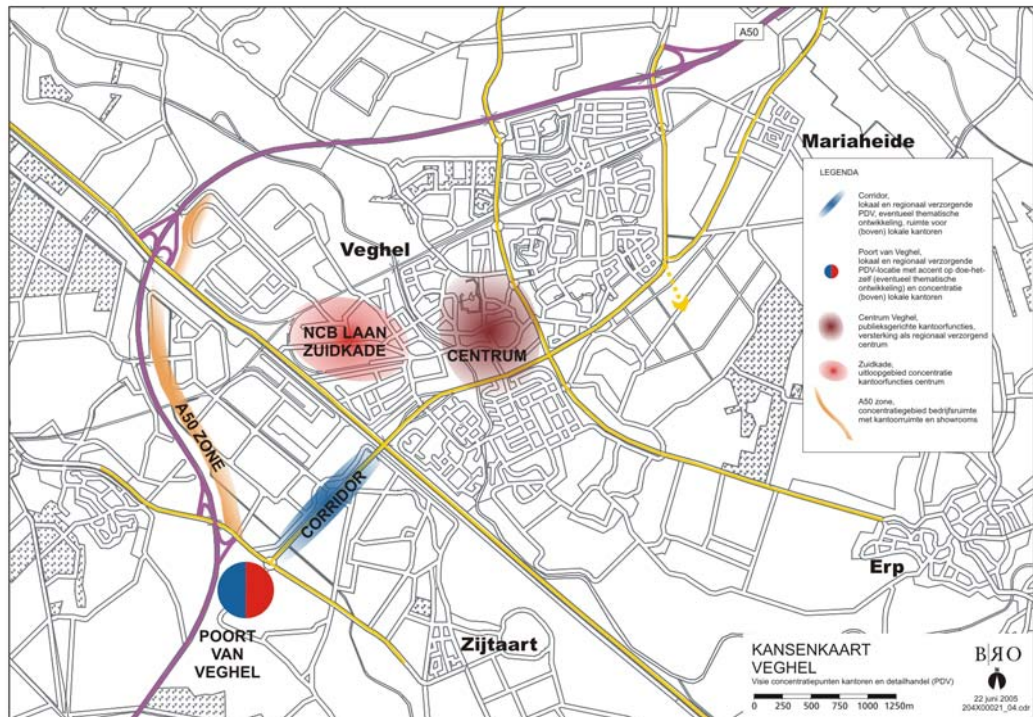 A50
Mariaheide
LEGENDA
Corridor,
lokaal en regionaal verzorgende
PDV, eventueel thematische
ontwikkeling, ruimte voor
(boven) lokale kantoren
Poort van Veghel,
lokaal en regionaal verzorgende
PDV-locatie met accent op doe-het-
zelf (eventueel thematische
ontwikkeling) en concentratie
(boven) lokale kantoren
Centrum Veghel,
publieksgerichte kantoorfuncties,
versterking als regionaal verzorgend
centrum
Zuidkade,
uitloopgebied concentratie
kantoorfuncties centrum
A50 zone,
concentratiegebied bedrijfsruimte
met kantoorruimte en showrooms
Veghel
NCB LAAN
ZUIDKADE
CENTRUM
A50 ZONE
CORRIDOR
Erp
POORT
VAN
VEGHEL
Zijtaart
KANSENKAART
VEGHEL
Visie concentratiepunten kantoren en detailhandel (PDV)
0 250 500 750 1000 1250m
BRO
22 juni 2005
204X00021_04.cdr